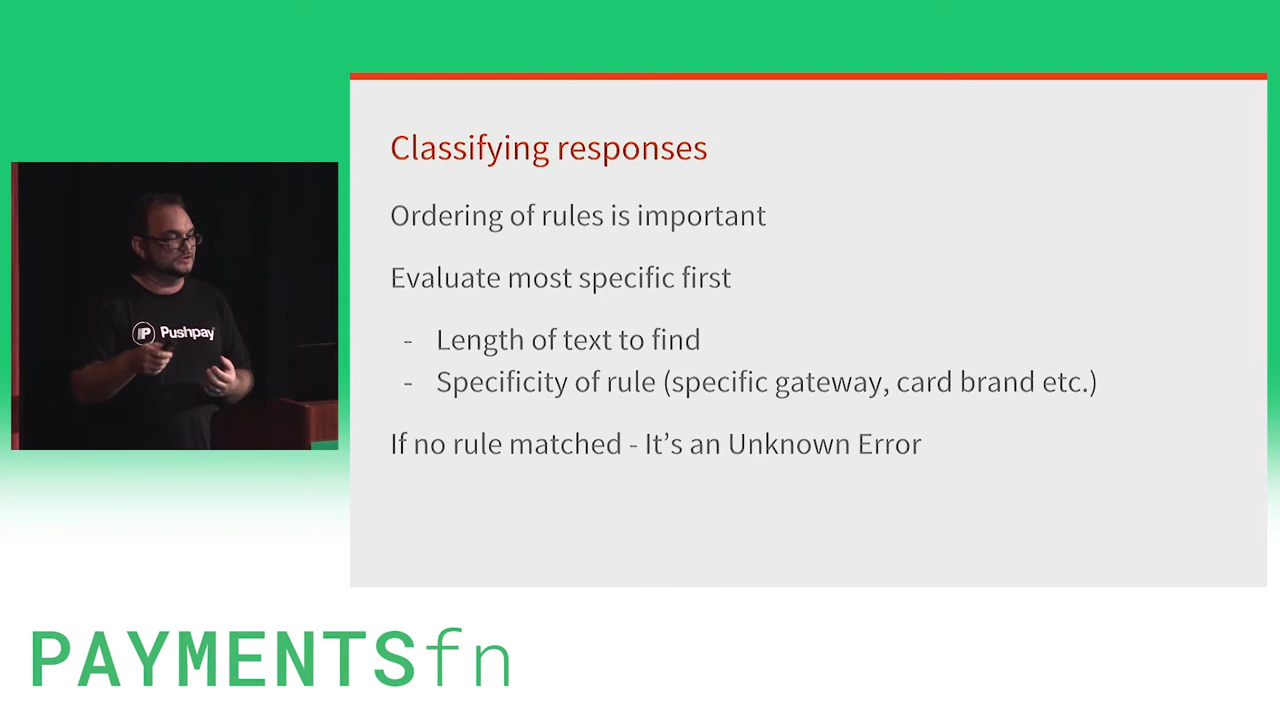 Classifying responses
Ordering of rules is important
Evaluate most specific first
- Length of text to find
- Specificity of rule (specific gateway, card brand etc.)
If no rule matched - It's an Unknown Error
Pushpay
PAYMENTSfn